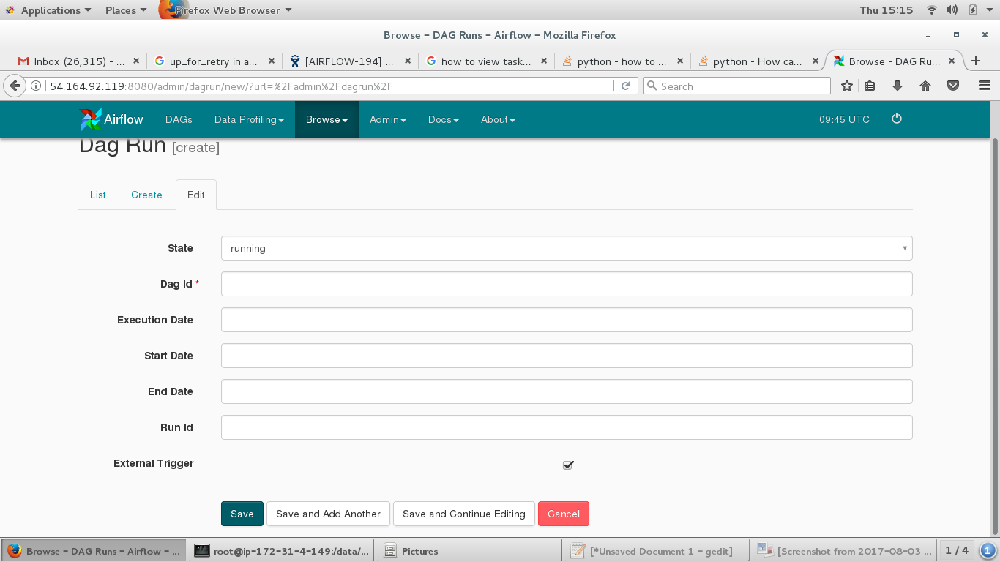 Applications Places Firefox Web Browser Thu 15:15
Browse - DAG Runs - Airflow - Mozilla Firefox
Inbox (26,315) - ... up_for_retry in a... [AIRFLOW-194] ... how to view task... python - how to ... python - How ca... Browse - DAG Ru...
54.164.92.119:8080/admin/dagrun/new/?url=%2Fadmin%2Fdagrun%2F Search
Airflow DAGs Data Profiling Browse Admin Docs About 09:45 UTC
Dag Run [create]
List Create Edit
State running
Dag Id *
Execution Date
Start Date
End Date
Run Id
External Trigger
Save Save and Add Another Save and Continue Editing Cancel
Browse - DAG Runs - Airflow - ... root@ip-172-31-4-149:/data/... Pictures [*Unsaved Document 1 - gedit] [Screenshot from 2017-08-03 ... 1 / 4 1